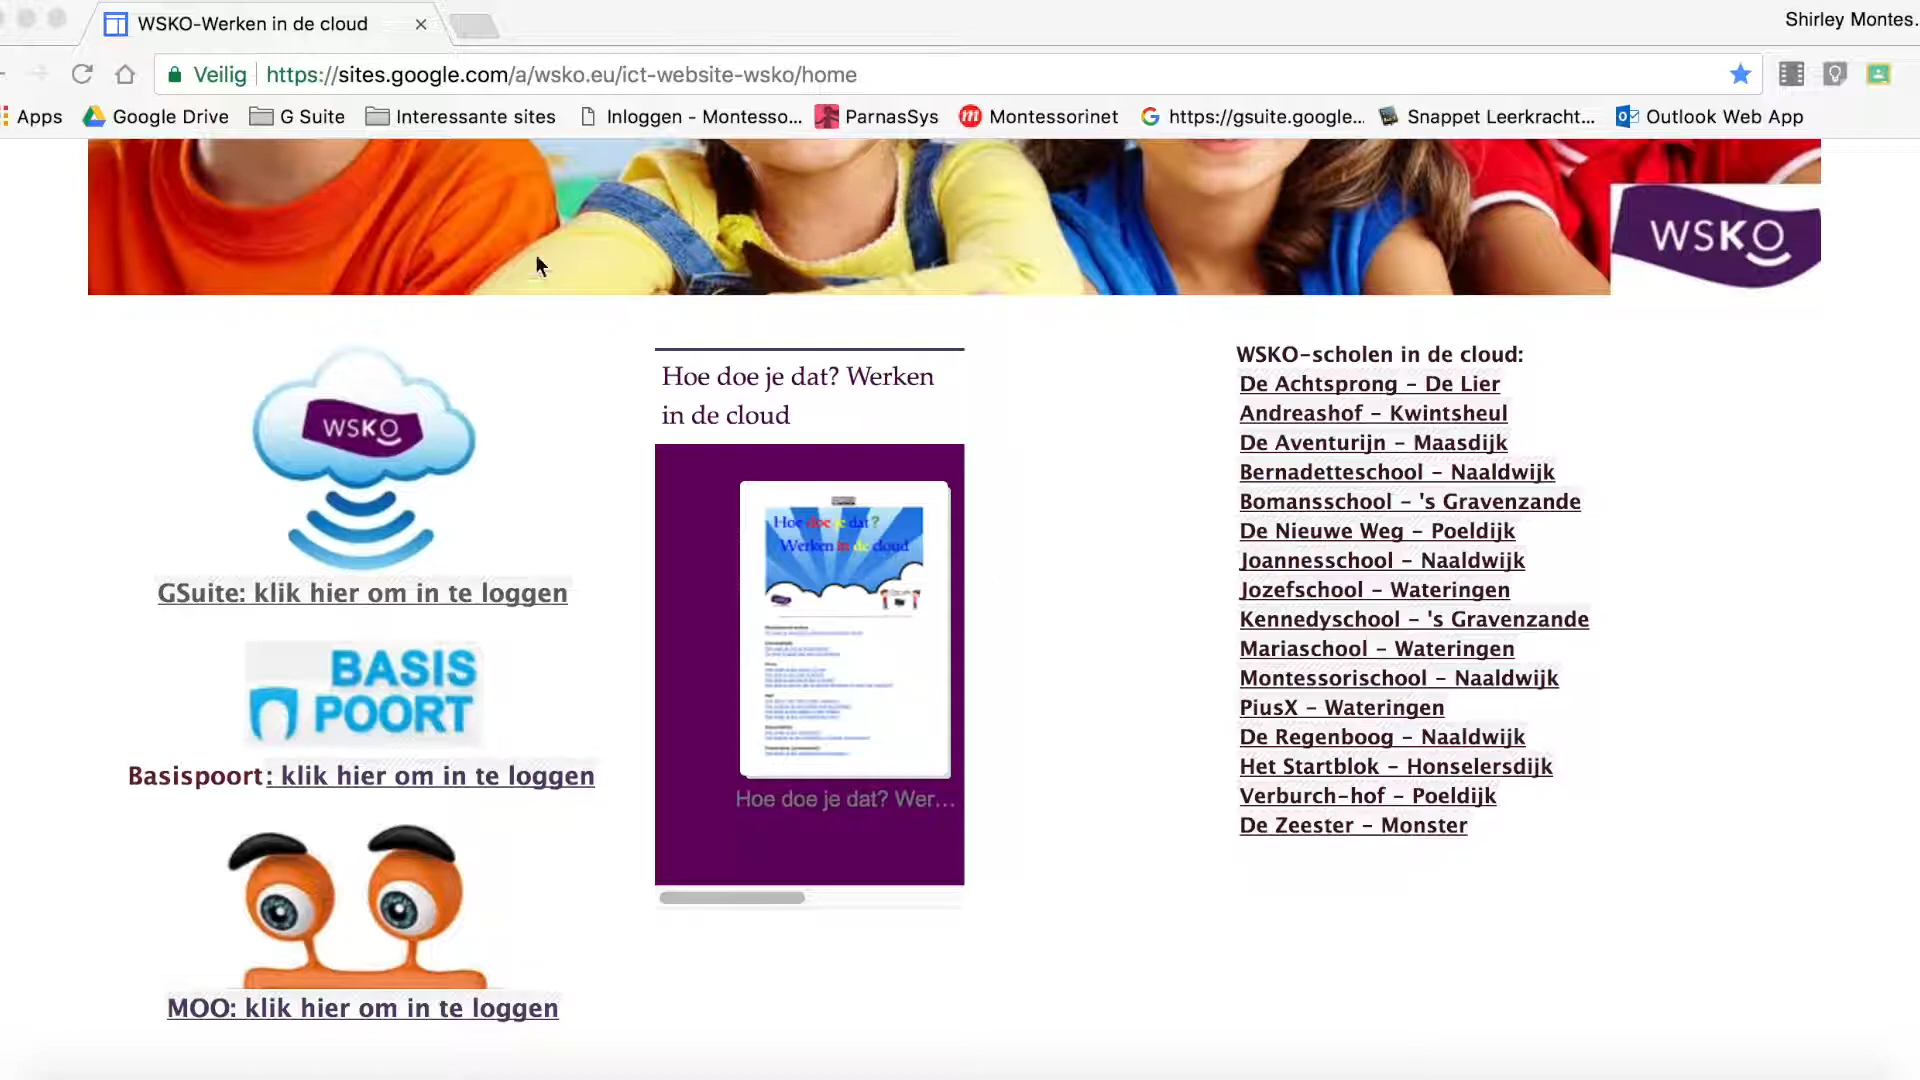 WSKO-Werken in de cloud
Shirley Montes.
Veilig https://sites.google.com/a/wsko.eu/ict-website-wsko/home
Apps Google Drive G Suite Interessante sites Inloggen - Montesso... ParnasSys Montessorinet https://gsuite.google... Snappet Leerkracht... Outlook Web App
WSKO
WSKO
GSuite: klik hier om in te loggen
BASIS
POORT
Basispoort: klik hier om in te loggen
MOO: klik hier om in te loggen
Hoe doe je dat? Werken
in de cloud
Hoe doe je dat?
Werken in de cloud
Hoe doe je dat? Wer...
WSKO-scholen in de cloud:
De Achtsprong - De Lier
Andreashof - Kwintsheul
De Aventurijn - Maasdijk
Bernadetteschool - Naaldwijk
Bomansschool - 's Gravenzande
De Nieuwe Weg - Poeldijk
Joannesschool - Naaldwijk
Jozefschool - Wateringen
Kennedyschool - 's Gravenzande
Mariaschool - Wateringen
Montessorischool - Naaldwijk
PiusX - Wateringen
De Regenboog - Naaldwijk
Het Startblok - Honselersdijk
Verburch-hof - Poeldijk
De Zeester - Monster